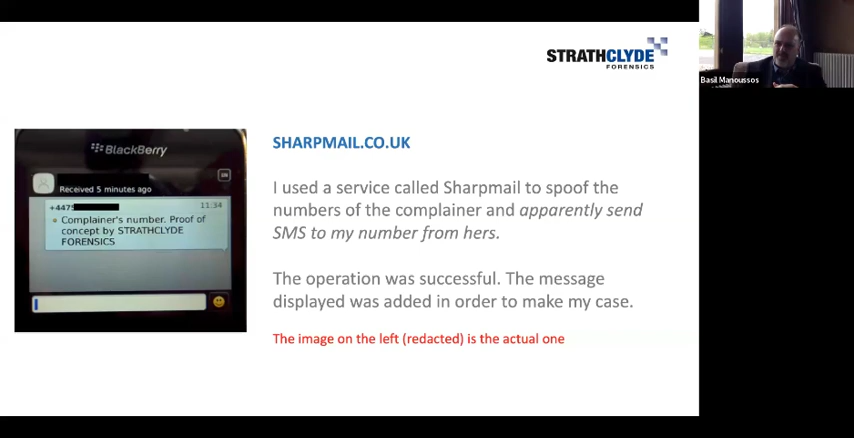 STRATHCLYDE
FORENSICS
Basil Manoussos
BlackBerry
Received 5 minutes ago
+447
11:34
Complainer's number. Proof of
concept by STRATHCLYDE
FORENSICS
SHARPMAIL.CO.UK
I used a service called Sharpmail to spoof the
numbers of the complainer and apparently send
SMS to my number from hers.
The operation was successful. The message
displayed was added in order to make my case.
The image on the left (redacted) is the actual one